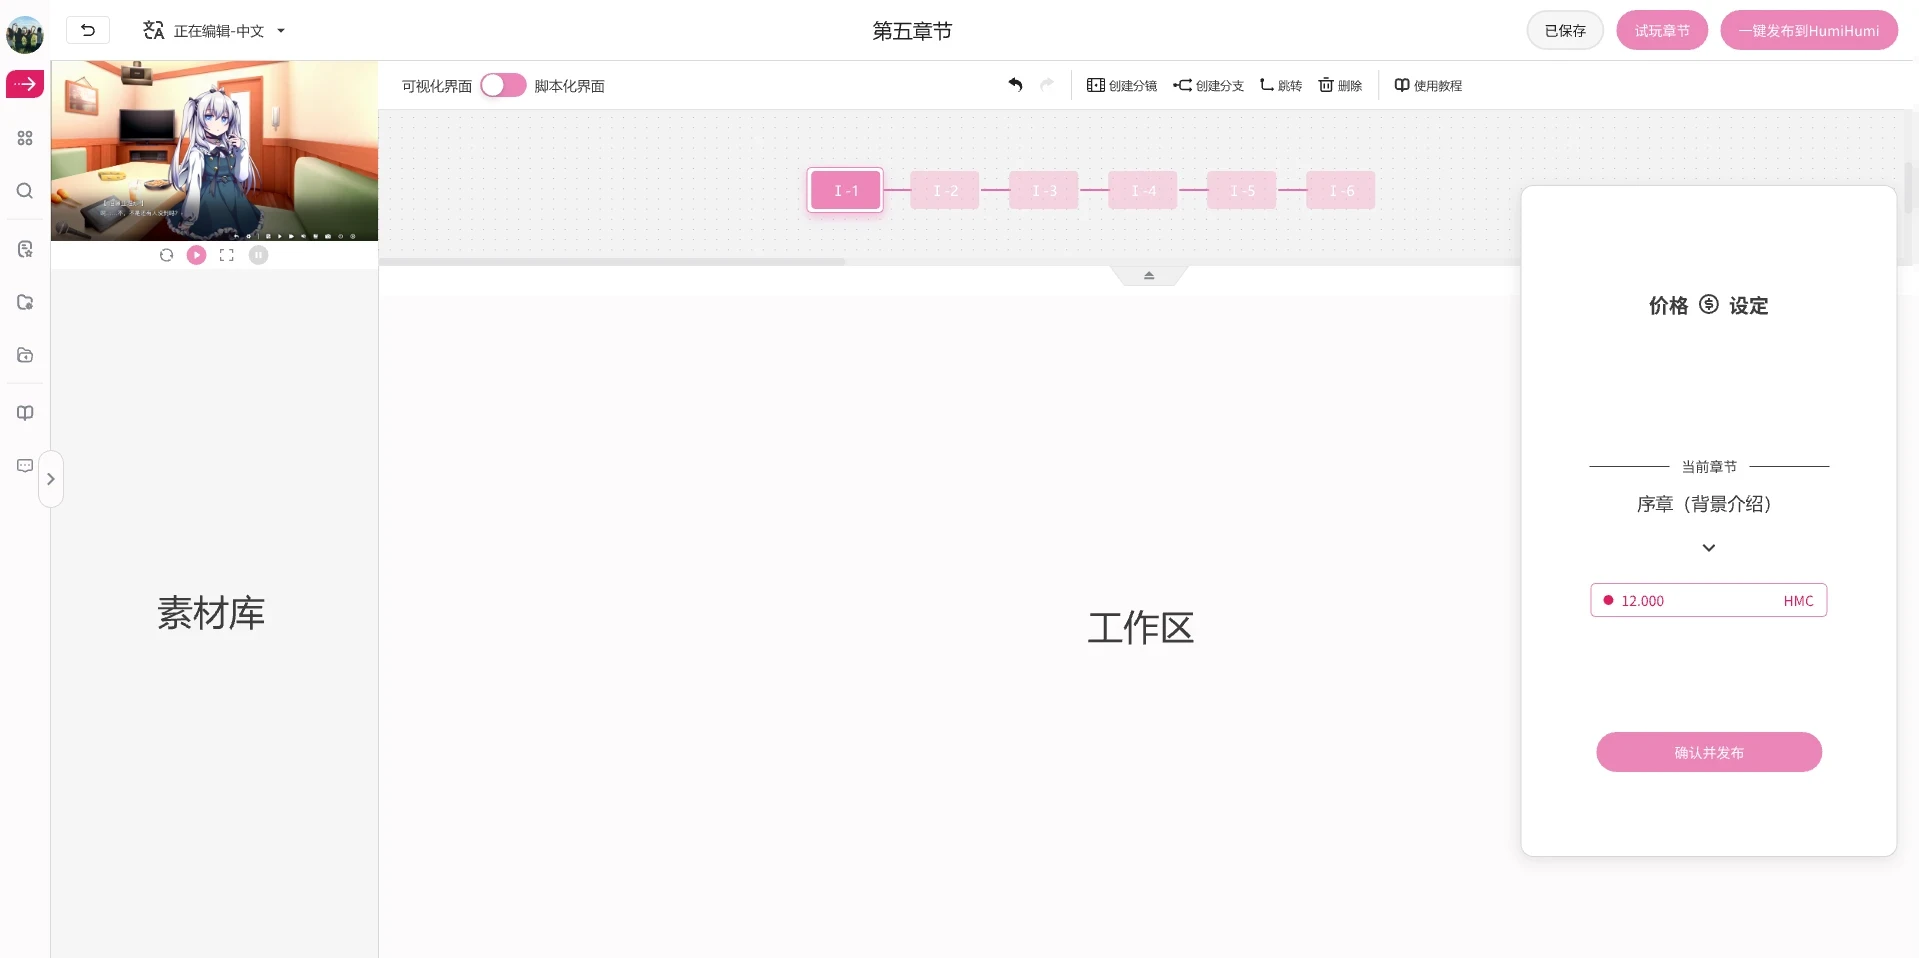 正在编辑-中文
第五章节
已保存
试玩章节
一键发布到HumiHumi
可视化界面
脚本化界面
创建分镜
创建分支
跳转
删除
使用教程
I-1
I-2
I-3
I-4
I-5
I-6
价格 设定
当前章节
序章（背景介绍）
12.000 HMC
确认并发布
素材库
工作区